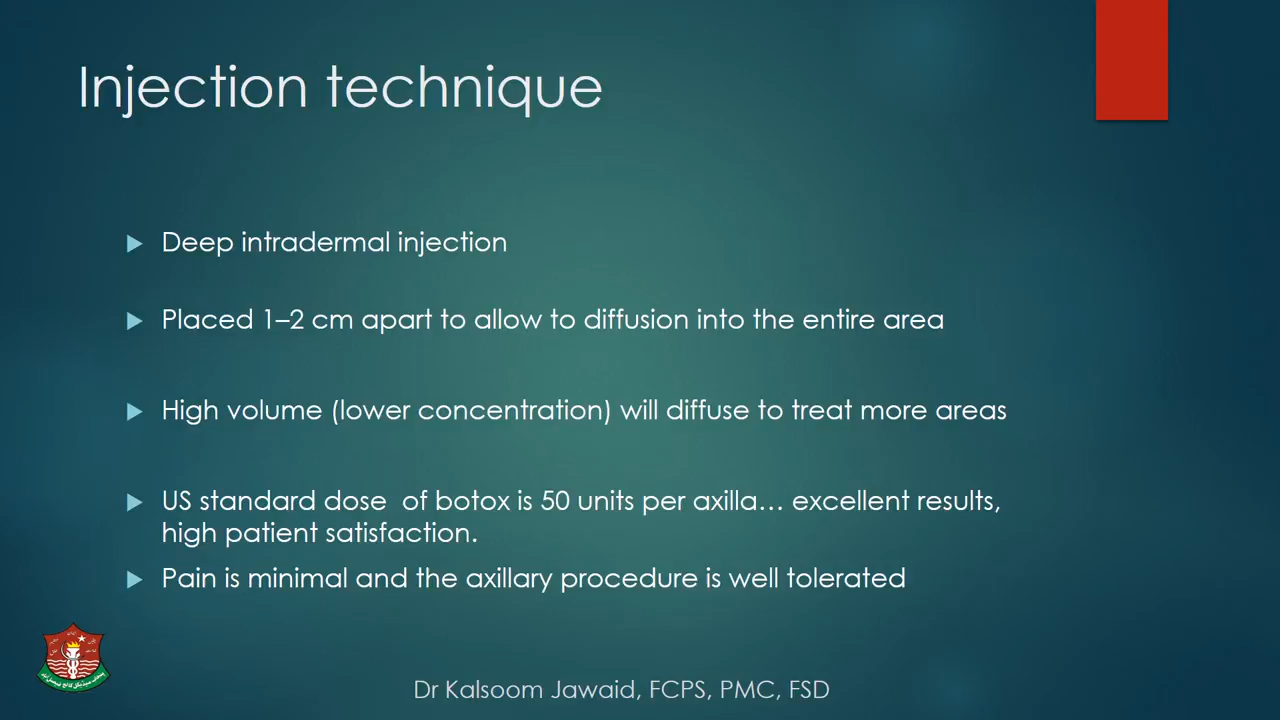 Injection technique
Deep intradermal injection
Placed 1–2 cm apart to allow to diffusion into the entire area
High volume (lower concentration) will diffuse to treat more areas
US standard dose  of botox is 50 units per axilla… excellent results,
high patient satisfaction.
Pain is minimal and the axillary procedure is well tolerated
Dr Kalsoom Jawaid, FCPS, PMC, FSD